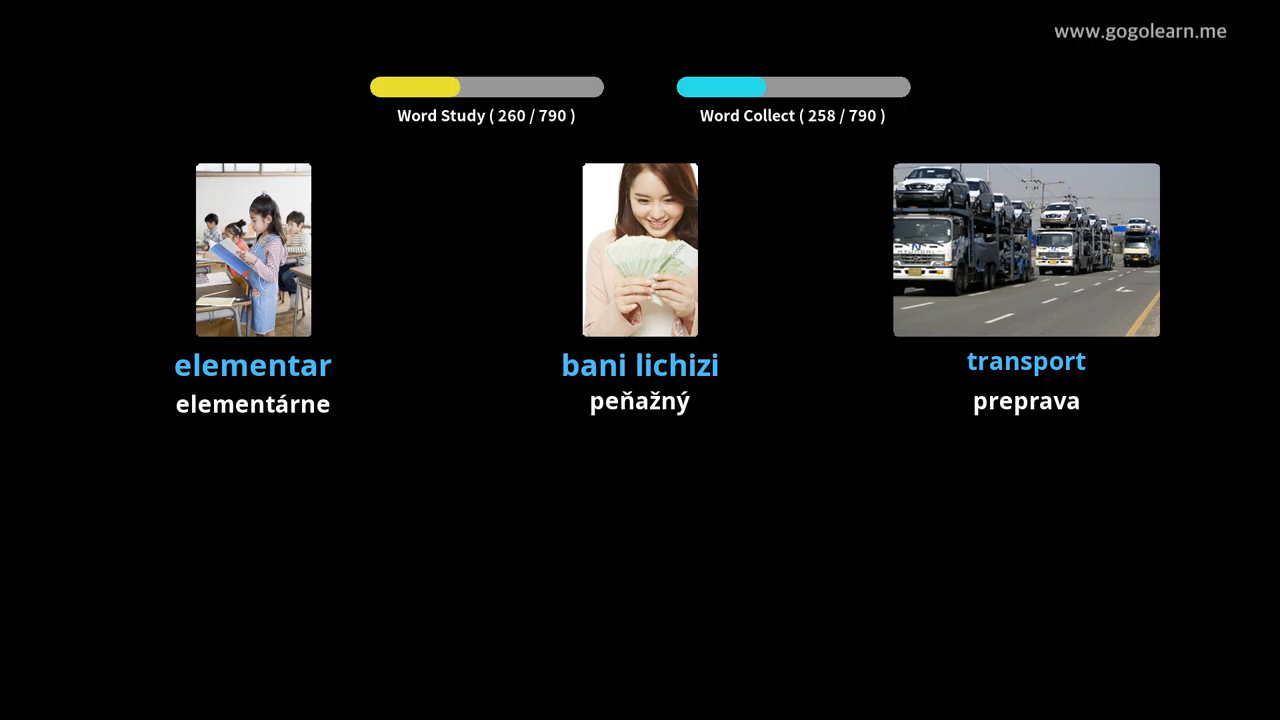 www.gogolearn.me
Word Study ( 260 / 790 )
Word Collect ( 258 / 790 )
elementar
elementárne
bani lichizi
peňažný
transport
preprava